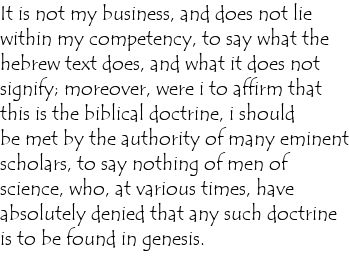 It is not my business, and does not lie
within my competency, to say what the
hebrew text does, and what it does not
signify; moreover, were i to affirm that
this is the biblical doctrine, i should
be met by the authority of many eminent
scholars, to say nothing of men of
science, who, at various times, have
absolutely denied that any such doctrine
is to be found in genesis.